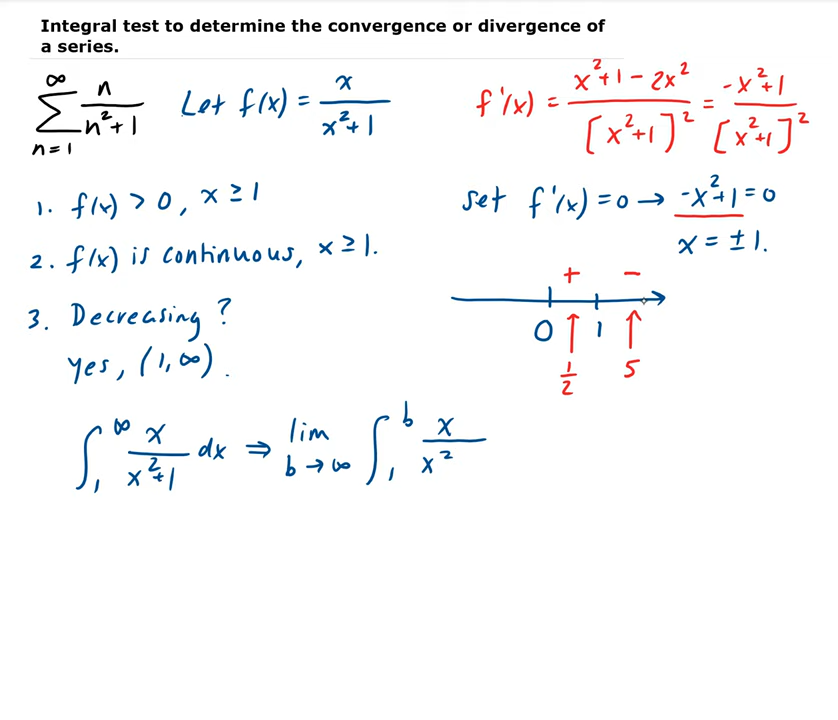 Integral test to determine the convergence or divergence of
a series.
∞
∑ n/(n²+1)
n=1
Let f(x) = x/(x²+1)
f'(x) = (x²+1-2x²)/[x²+1]² = (-x²+1)/[x²+1]²
1. f(x) > 0, x ≥ 1
set f'(x) = 0 → -x²+1 = 0
x = ±1.
2. f(x) is continuous, x ≥ 1.
+ −
0 1
1/2 5
3. Decreasing?
yes, (1, ∞).
∫₁^∞ x/(x²+1) dx ⇒ lim b→∞ ∫₁^b x/x²